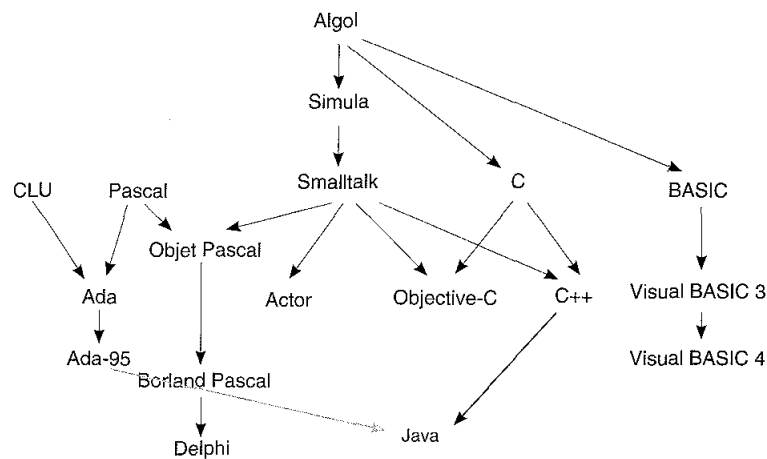 Algol
Simula
CLU
Pascal
Smalltalk
C
BASIC
Objet Pascal
Ada
Actor
Objective-C
C++
Visual BASIC 3
Ada-95
Borland Pascal
Visual BASIC 4
Delphi
Java